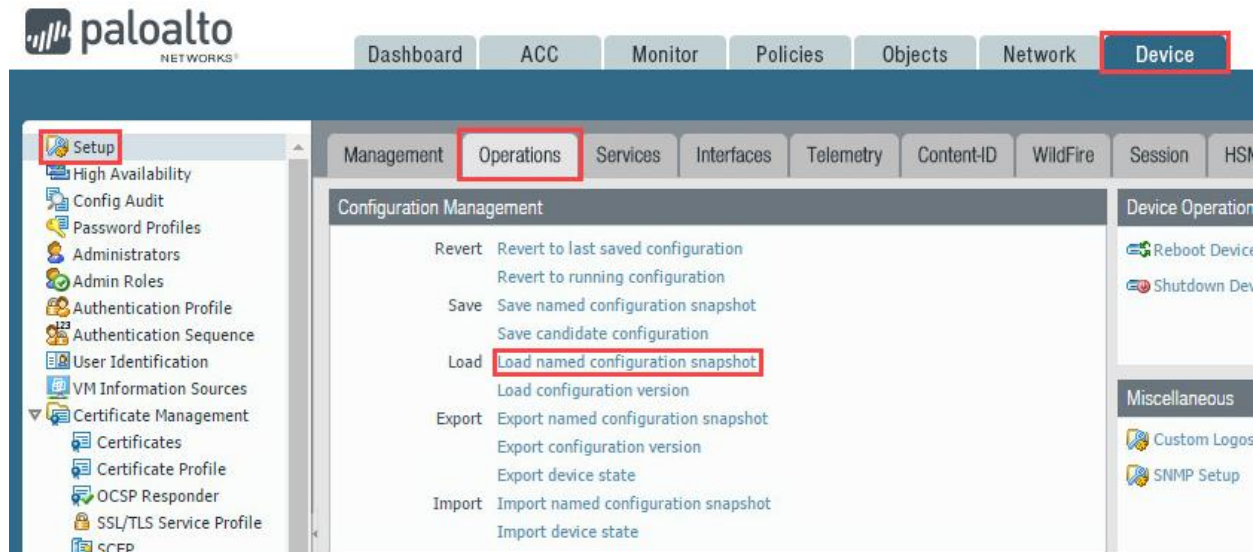 paloalto
NETWORKS®
Dashboard ACC Monitor Policies Objects Network Device
Setup
High Availability
Config Audit
Password Profiles
Administrators
Admin Roles
Authentication Profile
Authentication Sequence
User Identification
VM Information Sources
Certificate Management
Certificates
Certificate Profile
OCSP Responder
SSL/TLS Service Profile
SCEP
Management Operations Services Interfaces Telemetry Content-ID WildFire Session HSM
Configuration Management
Revert Revert to last saved configuration
Revert to running configuration
Save Save named configuration snapshot
Save candidate configuration
Load Load named configuration snapshot
Load configuration version
Export Export named configuration snapshot
Export configuration version
Export device state
Import Import named configuration snapshot
Import device state
Device Operation
Reboot Device
Shutdown Dev
Miscellaneous
Custom Logos
SNMP Setup